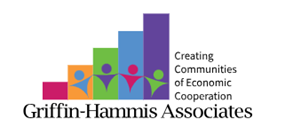 Creating
Communities
of Economic
Cooperation
Griffin-Hammis Associates